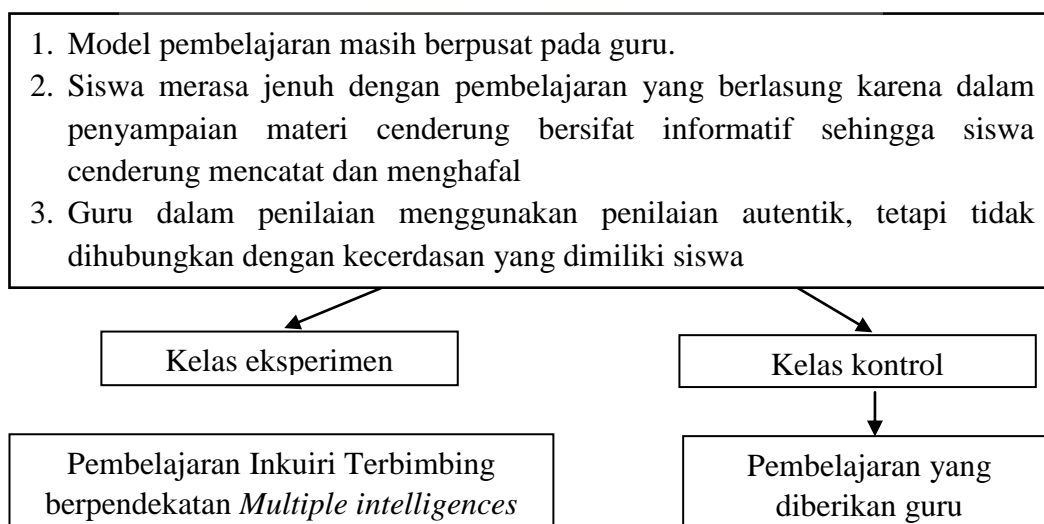 1. Model pembelajaran masih berpusat pada guru.
2. Siswa merasa jenuh dengan pembelajaran yang berlasung karena dalam
penyampaian materi cenderung bersifat informatif sehingga siswa
cenderung mencatat dan menghafal
3. Guru dalam penilaian menggunakan penilaian autentik, tetapi tidak
dihubungkan dengan kecerdasan yang dimiliki siswa
Kelas eksperimen
Kelas kontrol
Pembelajaran Inkuiri Terbimbing
berpendekatan Multiple intelligences
Pembelajaran yang
diberikan guru